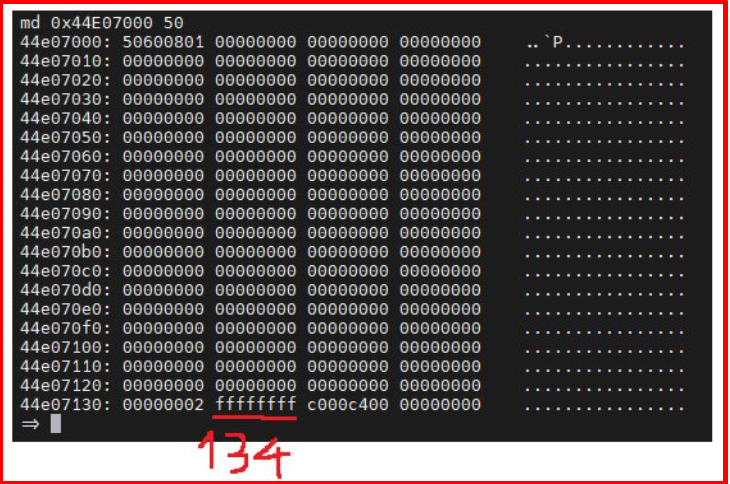 md 0x44E07000 50
44e07000: 50600801 00000000 00000000 00000000    ..`P............
44e07010: 00000000 00000000 00000000 00000000    ................
44e07020: 00000000 00000000 00000000 00000000    ................
44e07030: 00000000 00000000 00000000 00000000    ................
44e07040: 00000000 00000000 00000000 00000000    ................
44e07050: 00000000 00000000 00000000 00000000    ................
44e07060: 00000000 00000000 00000000 00000000    ................
44e07070: 00000000 00000000 00000000 00000000    ................
44e07080: 00000000 00000000 00000000 00000000    ................
44e07090: 00000000 00000000 00000000 00000000    ................
44e070a0: 00000000 00000000 00000000 00000000    ................
44e070b0: 00000000 00000000 00000000 00000000    ................
44e070c0: 00000000 00000000 00000000 00000000    ................
44e070d0: 00000000 00000000 00000000 00000000    ................
44e070e0: 00000000 00000000 00000000 00000000    ................
44e070f0: 00000000 00000000 00000000 00000000    ................
44e07100: 00000000 00000000 00000000 00000000    ................
44e07110: 00000000 00000000 00000000 00000000    ................
44e07120: 00000000 00000000 00000000 00000000    ................
44e07130: 00000002 ffffffff c000c400 00000000    ................
⇒
134